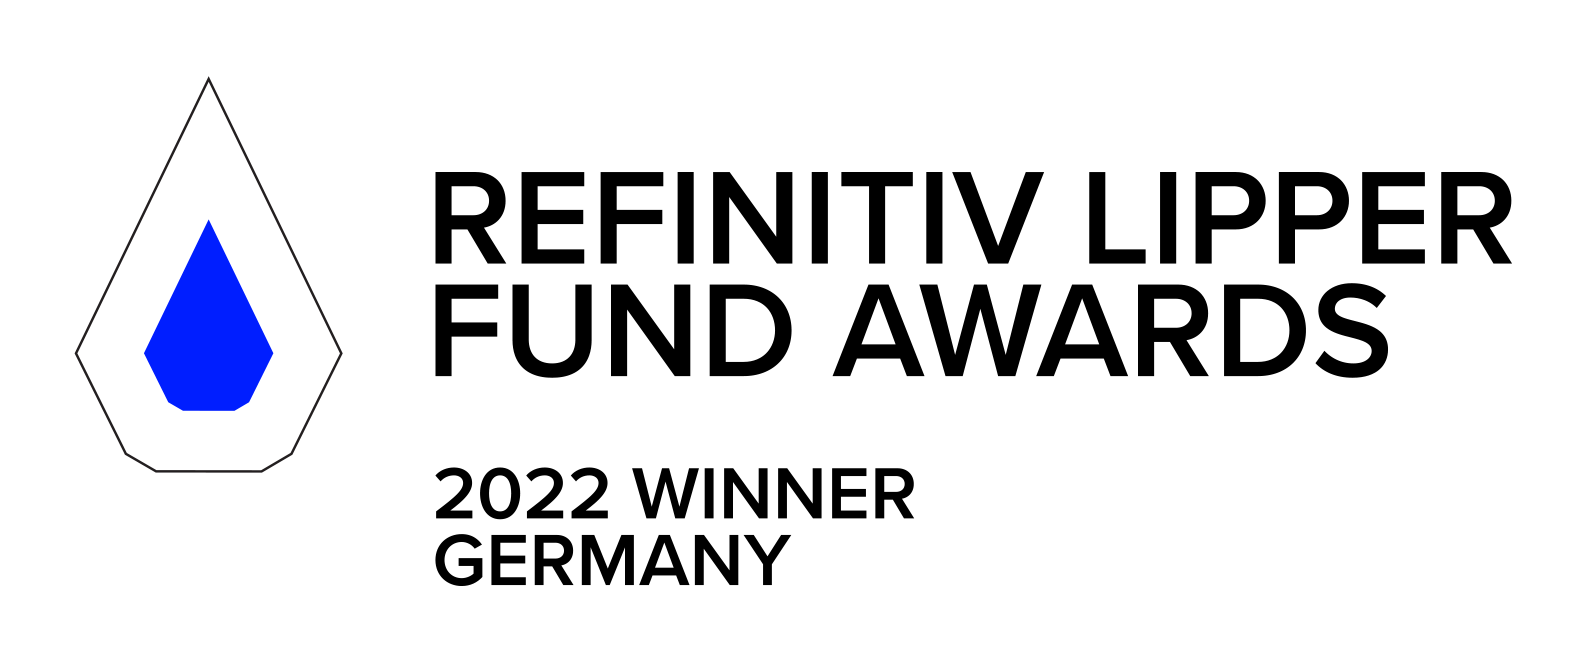 REFINITIV LIPPER
FUND AWARDS
2022 WINNER
GERMANY